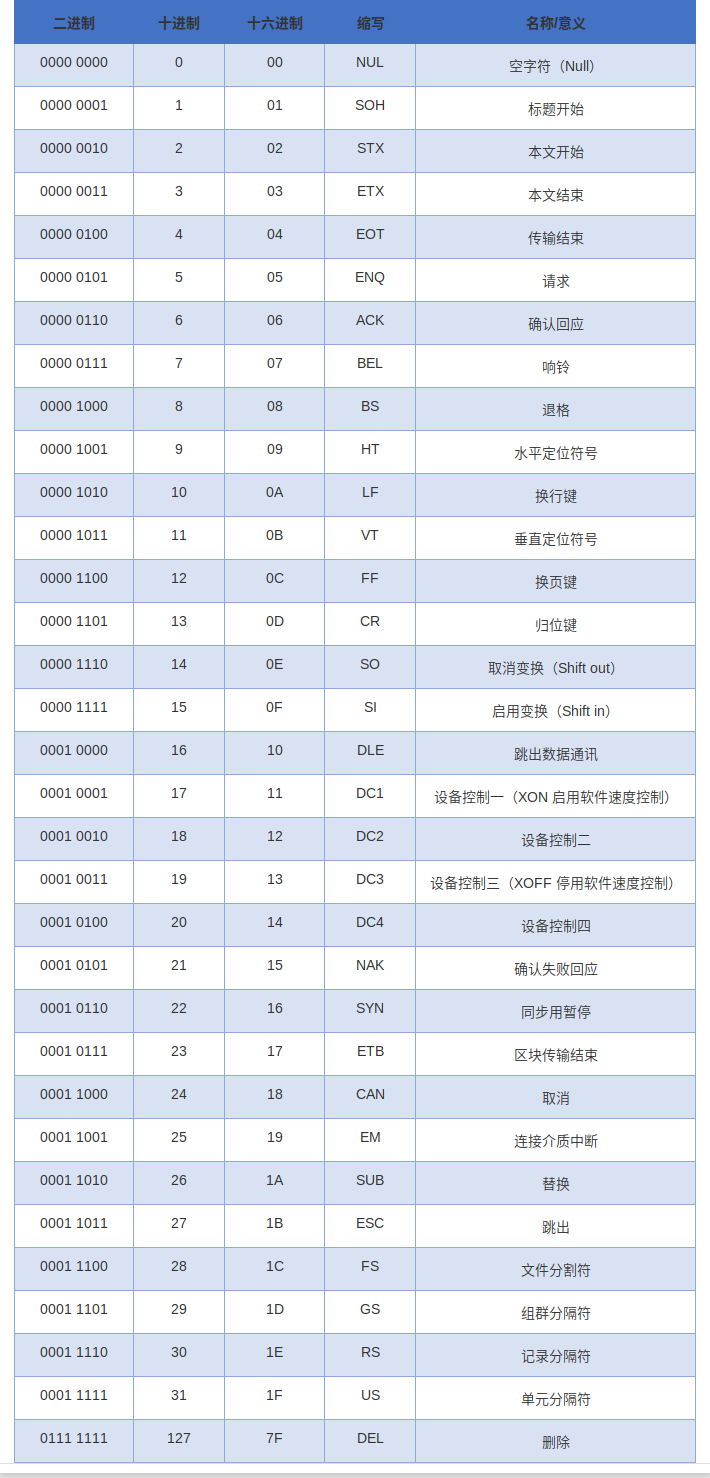 二进制 十进制 十六进制 缩写 名称/意义
0000 0000 0 00 NUL 空字符（Null）
0000 0001 1 01 SOH 标题开始
0000 0010 2 02 STX 本文开始
0000 0011 3 03 ETX 本文结束
0000 0100 4 04 EOT 传输结束
0000 0101 5 05 ENQ 请求
0000 0110 6 06 ACK 确认回应
0000 0111 7 07 BEL 响铃
0000 1000 8 08 BS 退格
0000 1001 9 09 HT 水平定位符号
0000 1010 10 0A LF 换行键
0000 1011 11 0B VT 垂直定位符号
0000 1100 12 0C FF 换页键
0000 1101 13 0D CR 归位键
0000 1110 14 0E SO 取消变换（Shift out）
0000 1111 15 0F SI 启用变换（Shift in）
0001 0000 16 10 DLE 跳出数据通讯
0001 0001 17 11 DC1 设备控制一（XON 启用软件速度控制）
0001 0010 18 12 DC2 设备控制二
0001 0011 19 13 DC3 设备控制三（XOFF 停用软件速度控制）
0001 0100 20 14 DC4 设备控制四
0001 0101 21 15 NAK 确认失败回应
0001 0110 22 16 SYN 同步用暂停
0001 0111 23 17 ETB 区块传输结束
0001 1000 24 18 CAN 取消
0001 1001 25 19 EM 连接介质中断
0001 1010 26 1A SUB 替换
0001 1011 27 1B ESC 跳出
0001 1100 28 1C FS 文件分割符
0001 1101 29 1D GS 组群分隔符
0001 1110 30 1E RS 记录分隔符
0001 1111 31 1F US 单元分隔符
0111 1111 127 7F DEL 删除